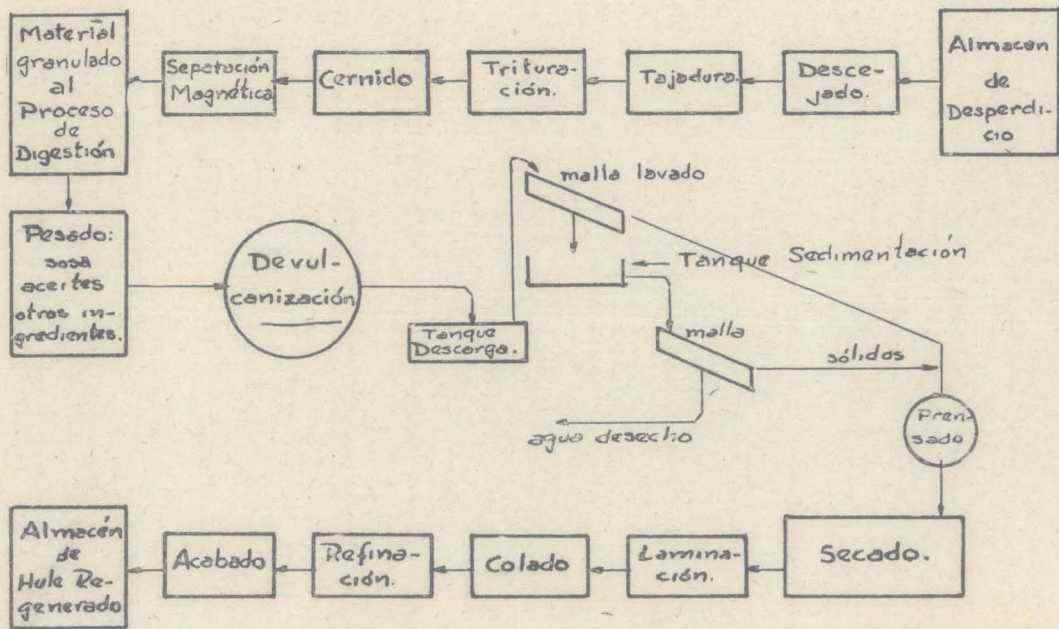 Material
granulado
al
Proceso
de
Digestión
Separación
Magnética
Cernido
Tritura-
ción.
Tajadura.
Desce-
jado.
Almacen
de
Desperdi-
cio
malla lavado
Pesado:
sosa
aceites
otros in-
gredientes.
Devul-
canización
Tanque Sedimentación
Tanque
Descarga.
malla
sólidos
agua desecho
Pren-
sado
Almacén
de
Hule Re-
generado
Acabado
Refina-
ción.
Colado
Lamina-
ción.
Secado.